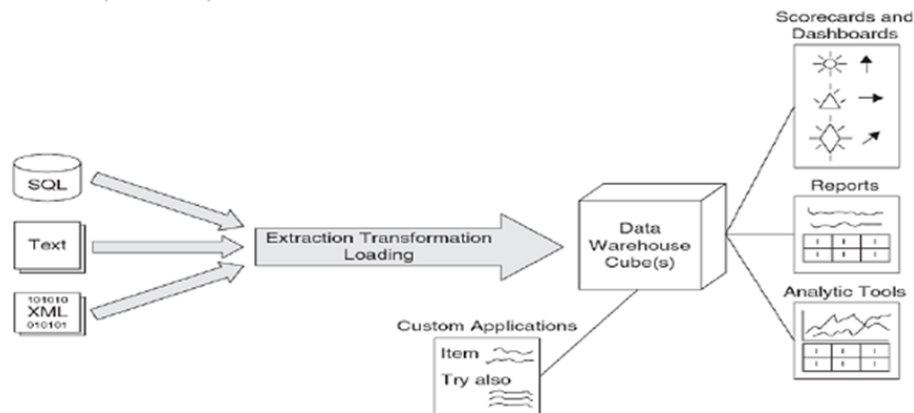 Scorecards and
Dashboards
SQL
Text
101010
XML
010101
Extraction Transformation
Loading
Data
Warehouse
Cube(s)
Reports
Analytic Tools
Custom Applications
Item
Try also